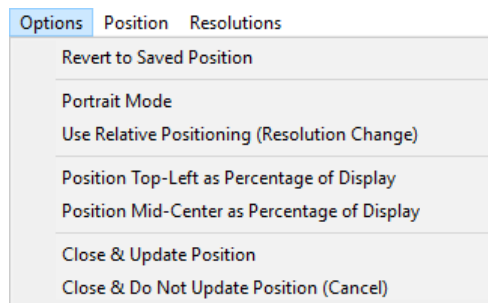 Options Position Resolutions
Revert to Saved Position
Portrait Mode
Use Relative Positioning (Resolution Change)
Position Top-Left as Percentage of Display
Position Mid-Center as Percentage of Display
Close & Update Position
Close & Do Not Update Position (Cancel)